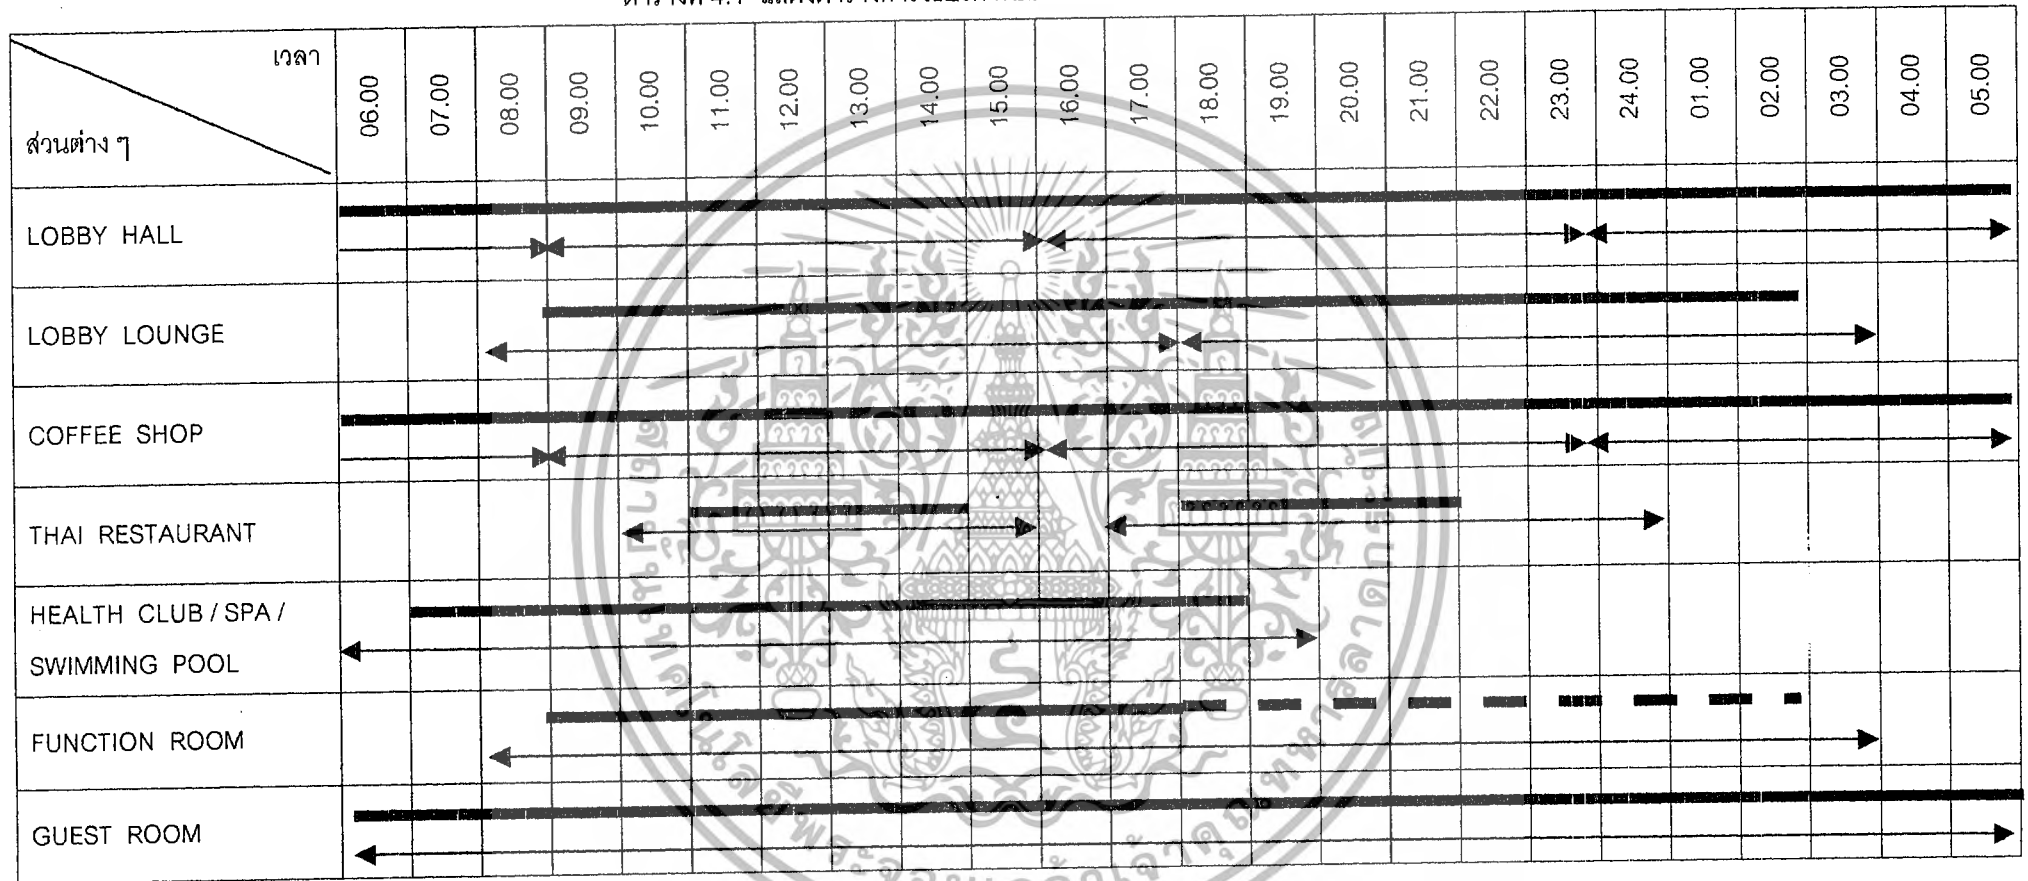 เวลา
ส่วนต่าง ๆ
06.00 07.00 08.00 09.00 10.00 11.00 12.00 13.00 14.00 15.00 16.00 17.00 18.00 19.00 20.00 21.00 22.00 23.00 24.00 01.00 02.00 03.00 04.00 05.00
LOBBY HALL
LOBBY LOUNGE
COFFEE SHOP
THAI RESTAURANT
HEALTH CLUB / SPA /
SWIMMING POOL
FUNCTION ROOM
GUEST ROOM